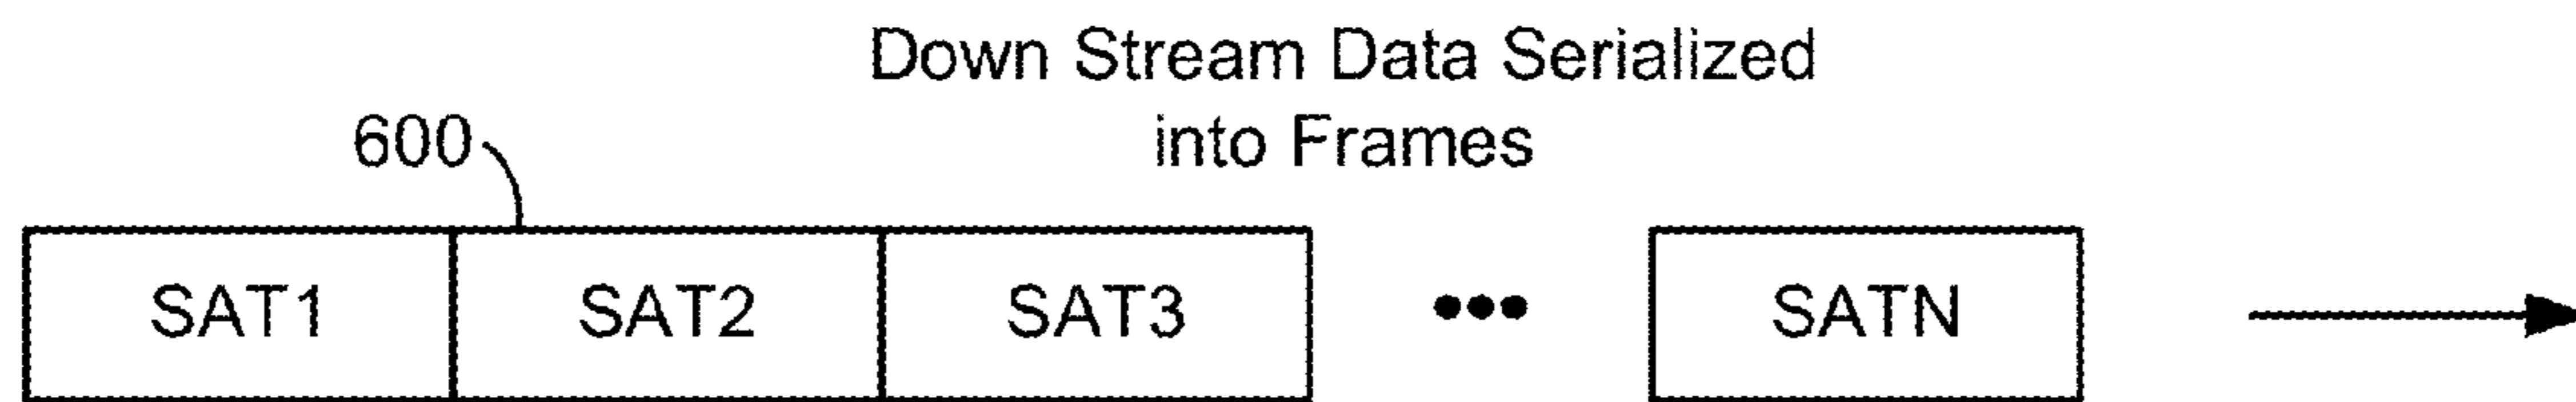 Down Stream Data Serialized
into Frames
600
SAT1 SAT2 SAT3 ••• SATN